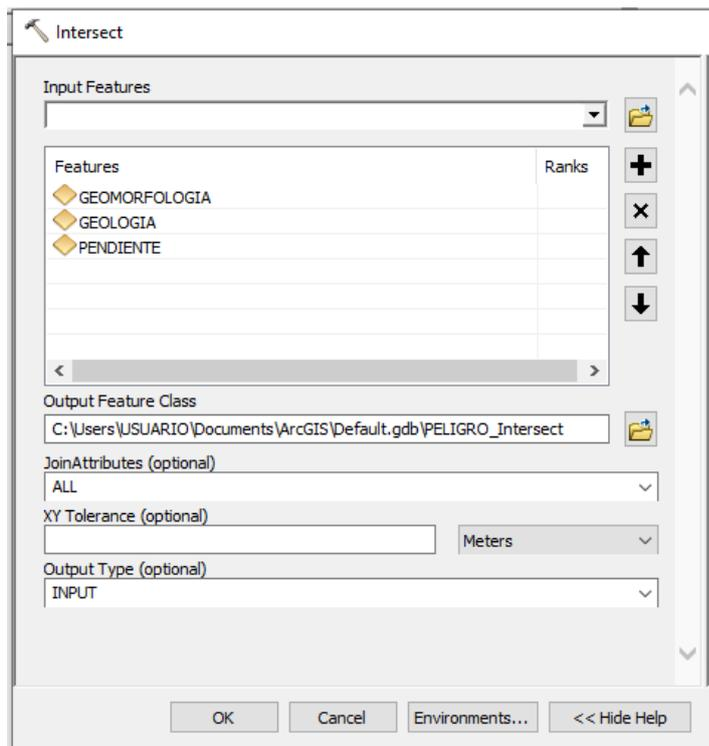 Intersect
Input Features
Features Ranks
GEOMORFOLOGIA
GEOLOGIA
PENDIENTE
Output Feature Class
C:\Users\USUARIO\Documents\ArcGIS\Default.gdb\PELIGRO_Intersect
JoinAttributes (optional)
ALL
XY Tolerance (optional)
Meters
Output Type (optional)
INPUT
OK Cancel Environments... << Hide Help